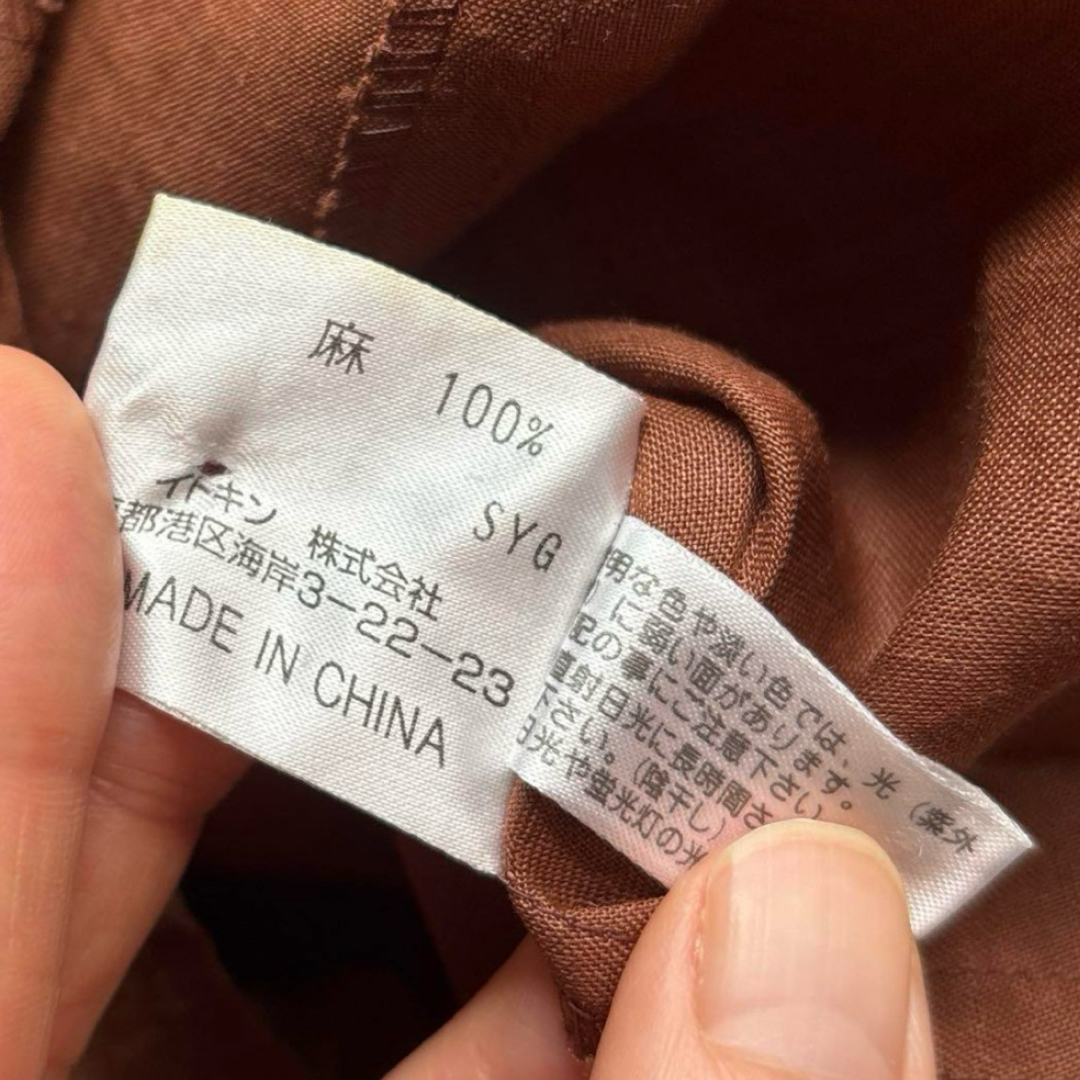 麻
100%
SYG
イトキン 株式会社
都港区海岸3-22-23
MADE IN CHINA
明な色や淡い色では、光（紫外
に弱い面があります。
記の事にご注意下さい
直射日光に長時間さ
下さい。（陰干し）
日光や蛍光灯の光